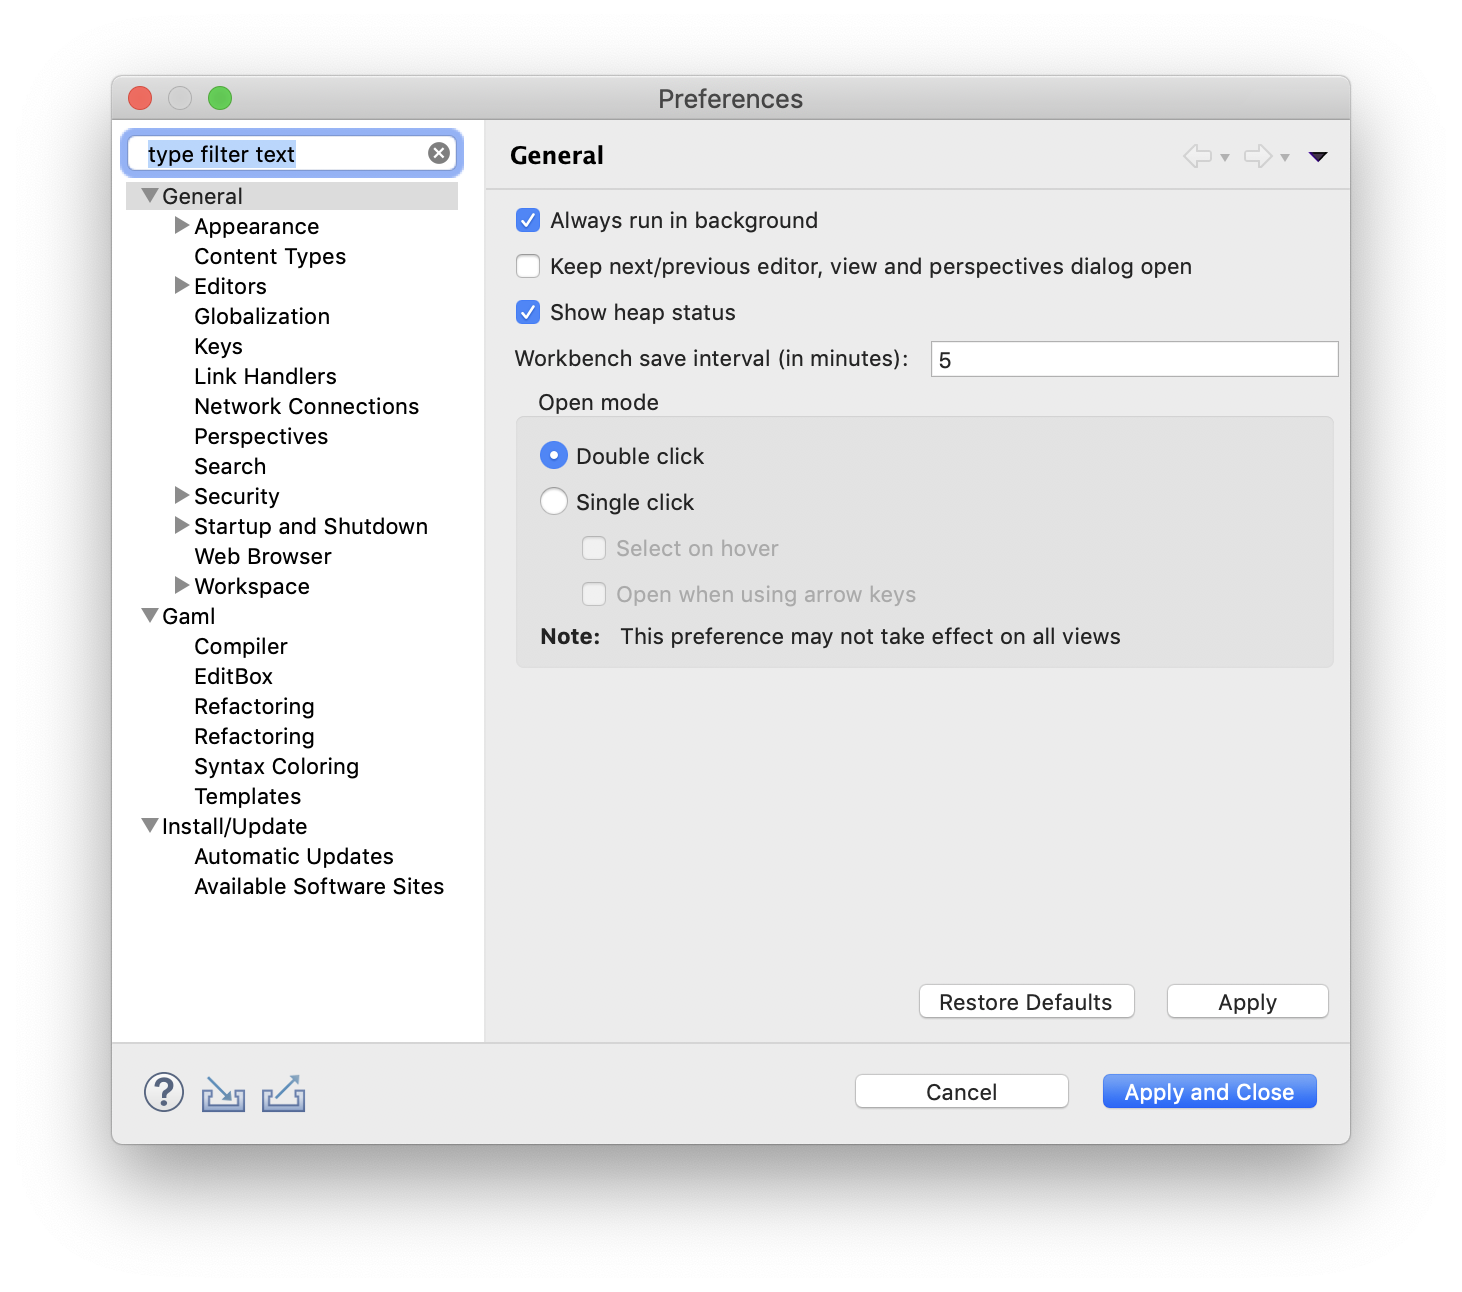 Preferences
type filter text
General
Appearance
Content Types
Editors
Globalization
Keys
Link Handlers
Network Connections
Perspectives
Search
Security
Startup and Shutdown
Web Browser
Workspace
Gaml
Compiler
EditBox
Refactoring
Refactoring
Syntax Coloring
Templates
Install/Update
Automatic Updates
Available Software Sites
General
Always run in background
Keep next/previous editor, view and perspectives dialog open
Show heap status
Workbench save interval (in minutes): 5
Open mode
Double click
Single click
Select on hover
Open when using arrow keys
Note: This preference may not take effect on all views
Restore Defaults Apply
? Cancel Apply and Close